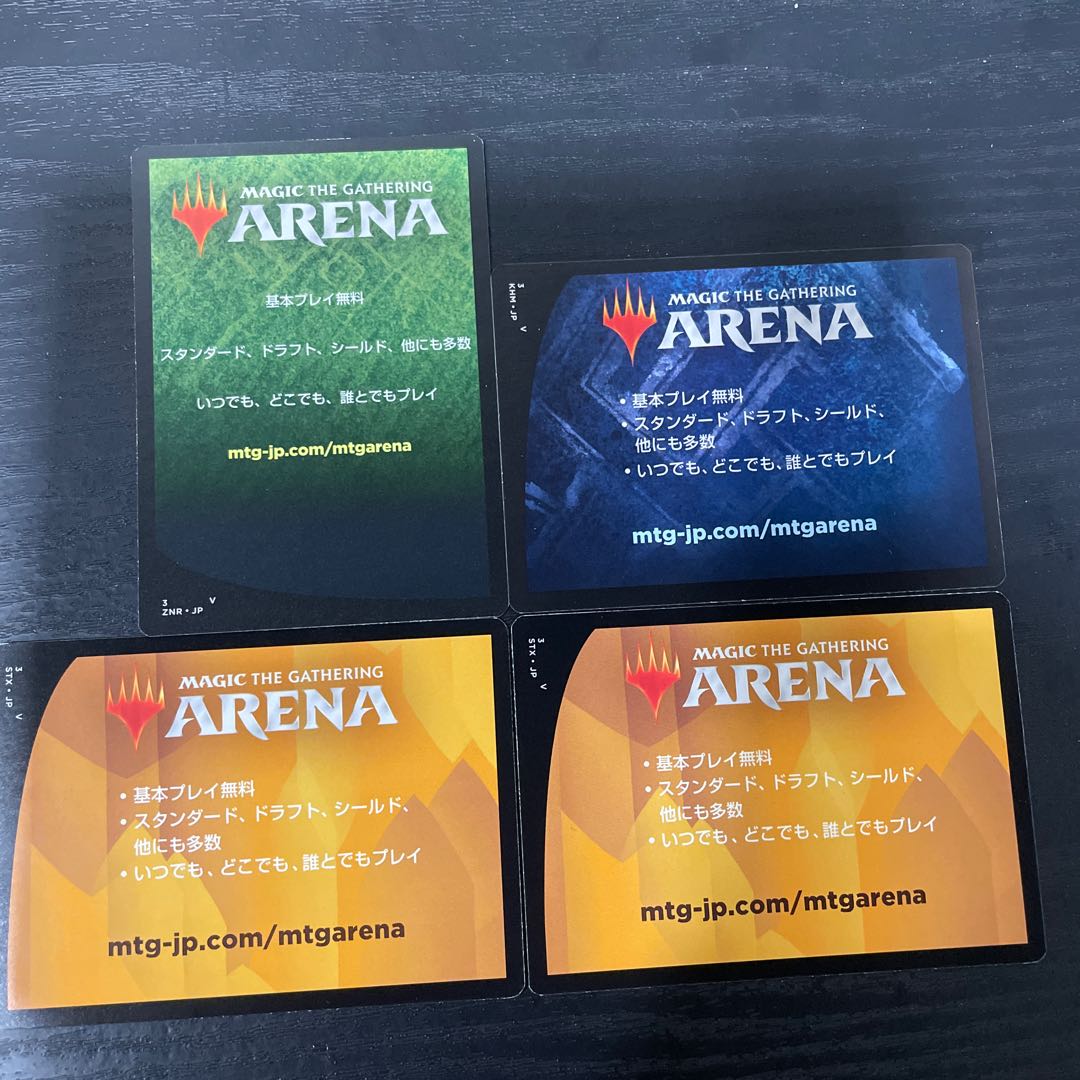 MAGIC THE GATHERING
ARENA
基本プレイ無料
スタンダード、ドラフト、シールド、他にも多数
いつでも、どこでも、誰とでもプレイ
mtg-jp.com/mtgarena
3 V
ZNR • JP
3 V
KHM • JP
MAGIC THE GATHERING
ARENA
• 基本プレイ無料
• スタンダード、ドラフト、シールド、
他にも多数
• いつでも、どこでも、誰とでもプレイ
mtg-jp.com/mtgarena
3 V
STX • JP
MAGIC THE GATHERING
ARENA
• 基本プレイ無料
• スタンダード、ドラフト、シールド、
他にも多数
• いつでも、どこでも、誰とでもプレイ
mtg-jp.com/mtgarena
3 V
STX • JP
MAGIC THE GATHERING
ARENA
• 基本プレイ無料
• スタンダード、ドラフト、シールド、
他にも多数
• いつでも、どこでも、誰とでもプレイ
mtg-jp.com/mtgarena